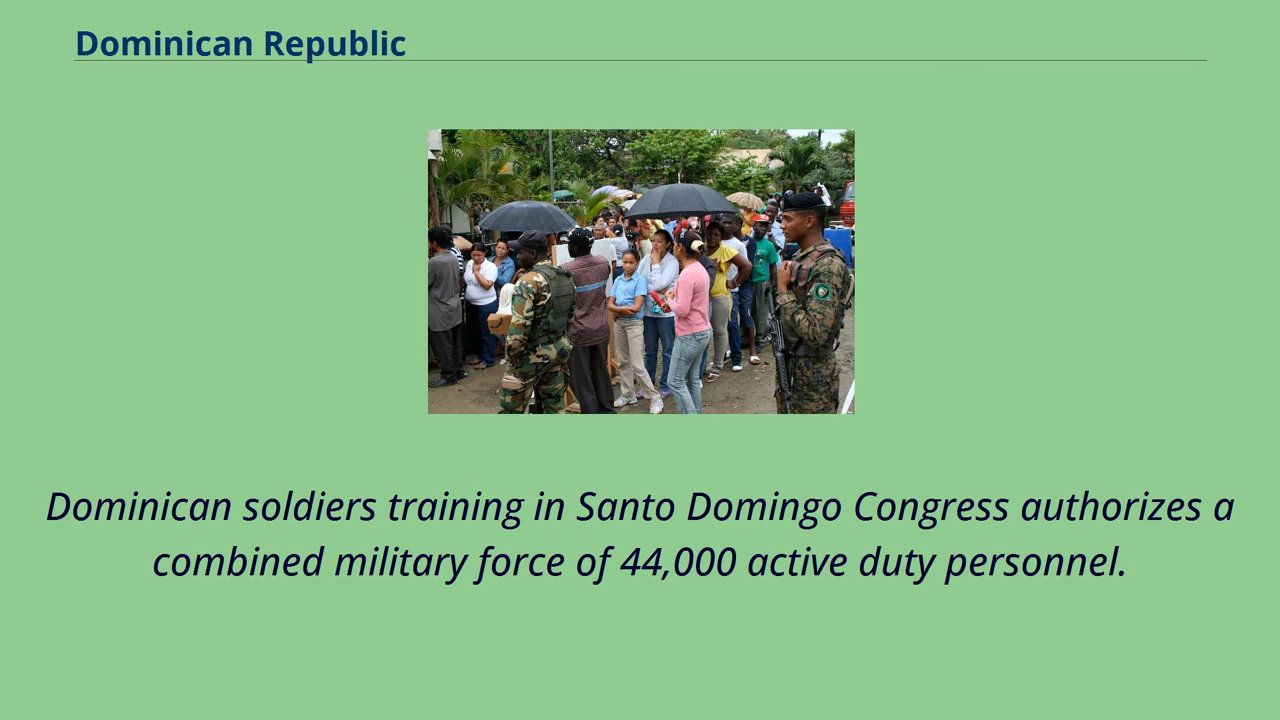 Dominican Republic
Dominican soldiers training in Santo Domingo Congress authorizes a
combined military force of 44,000 active duty personnel.